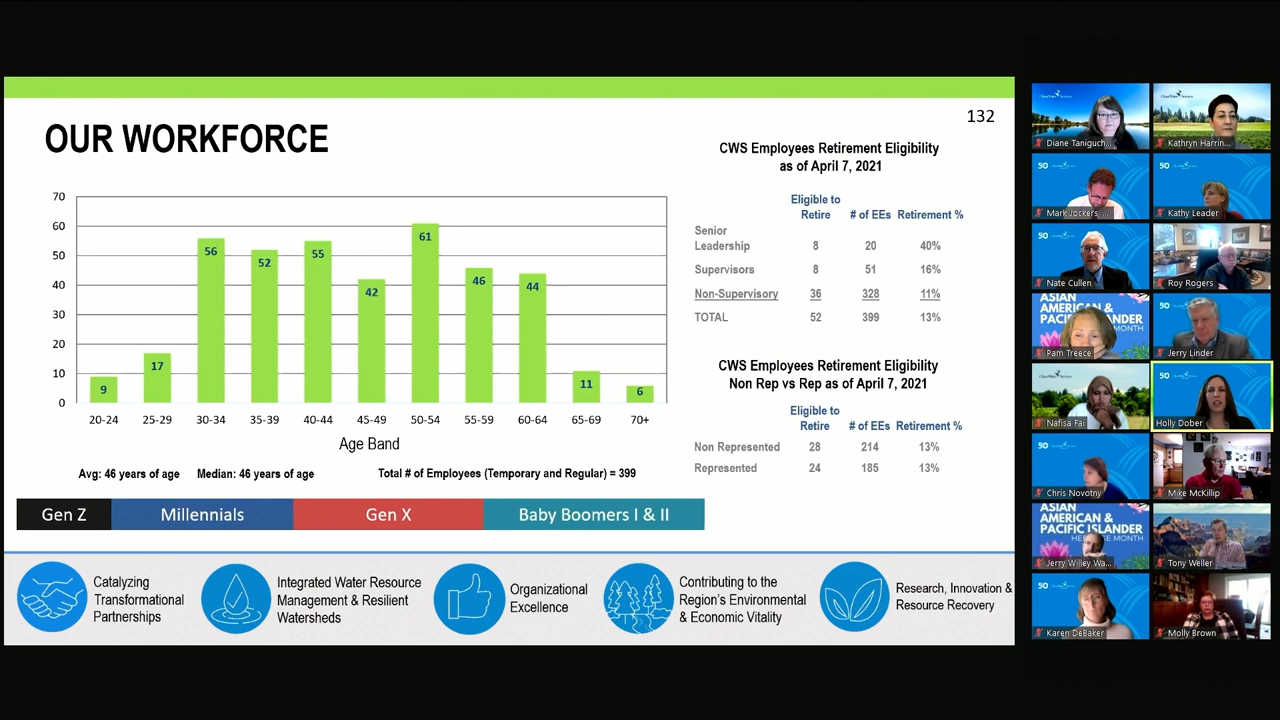 132
OUR WORKFORCE
70
60
50
40
30
20
10
0
9
17
56
52
55
42
61
46
44
11
6
20-24 25-29 30-34 35-39 40-44 45-49 50-54 55-59 60-64 65-69 70+
Age Band
Avg: 46 years of age Median: 46 years of age Total # of Employees (Temporary and Regular) = 399
Gen Z Millennials Gen X Baby Boomers I & II
CWS Employees Retirement Eligibility
as of April 7, 2021
Eligible to
Retire # of EEs Retirement %
Senior
Leadership 8 20 40%
Supervisors 8 51 16%
Non-Supervisory 36 328 11%
TOTAL 52 399 13%
CWS Employees Retirement Eligibility
Non Rep vs Rep as of April 7, 2021
Eligible to
Retire # of EEs Retirement %
Non Represented 28 214 13%
Represented 24 185 13%
Catalyzing
Transformational
Partnerships
Integrated Water Resource
Management & Resilient
Watersheds
Organizational
Excellence
Contributing to the
Region's Environmental
& Economic Vitality
Research, Innovation &
Resource Recovery
Diane Taniguch...
Kathryn Harrin...
50
Mark Jockers ...
50
Kathy Leader
50
Nate Cullen
Roy Rogers
ASIAN
AMERICAN &
PACIFIC ISLANDER
MONTH
Pam Treece
50
Jerry Linder
Nafisa Fai
50
Holly Dober
50
Chris Novotny
Mike McKillip
ASIAN
AMERICAN &
PACIFIC ISLANDER
MONTH
Jerry Willey Wa...
Tony Weller
50
Karen DeBaker
Molly Brown